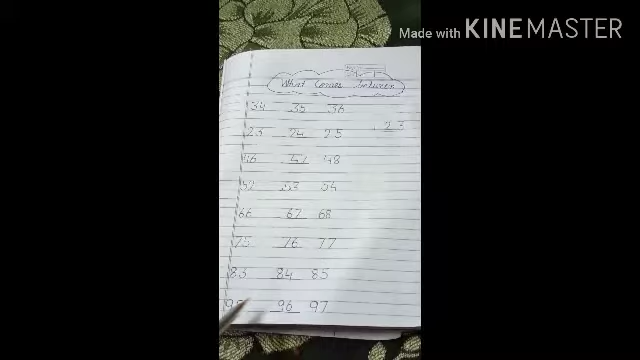 Made with KINEMASTER
What Comes Between
34 35 36
23 24 25
46 47 48
52 53 54
66 67 68
75 76 77
83 84 85
96 97